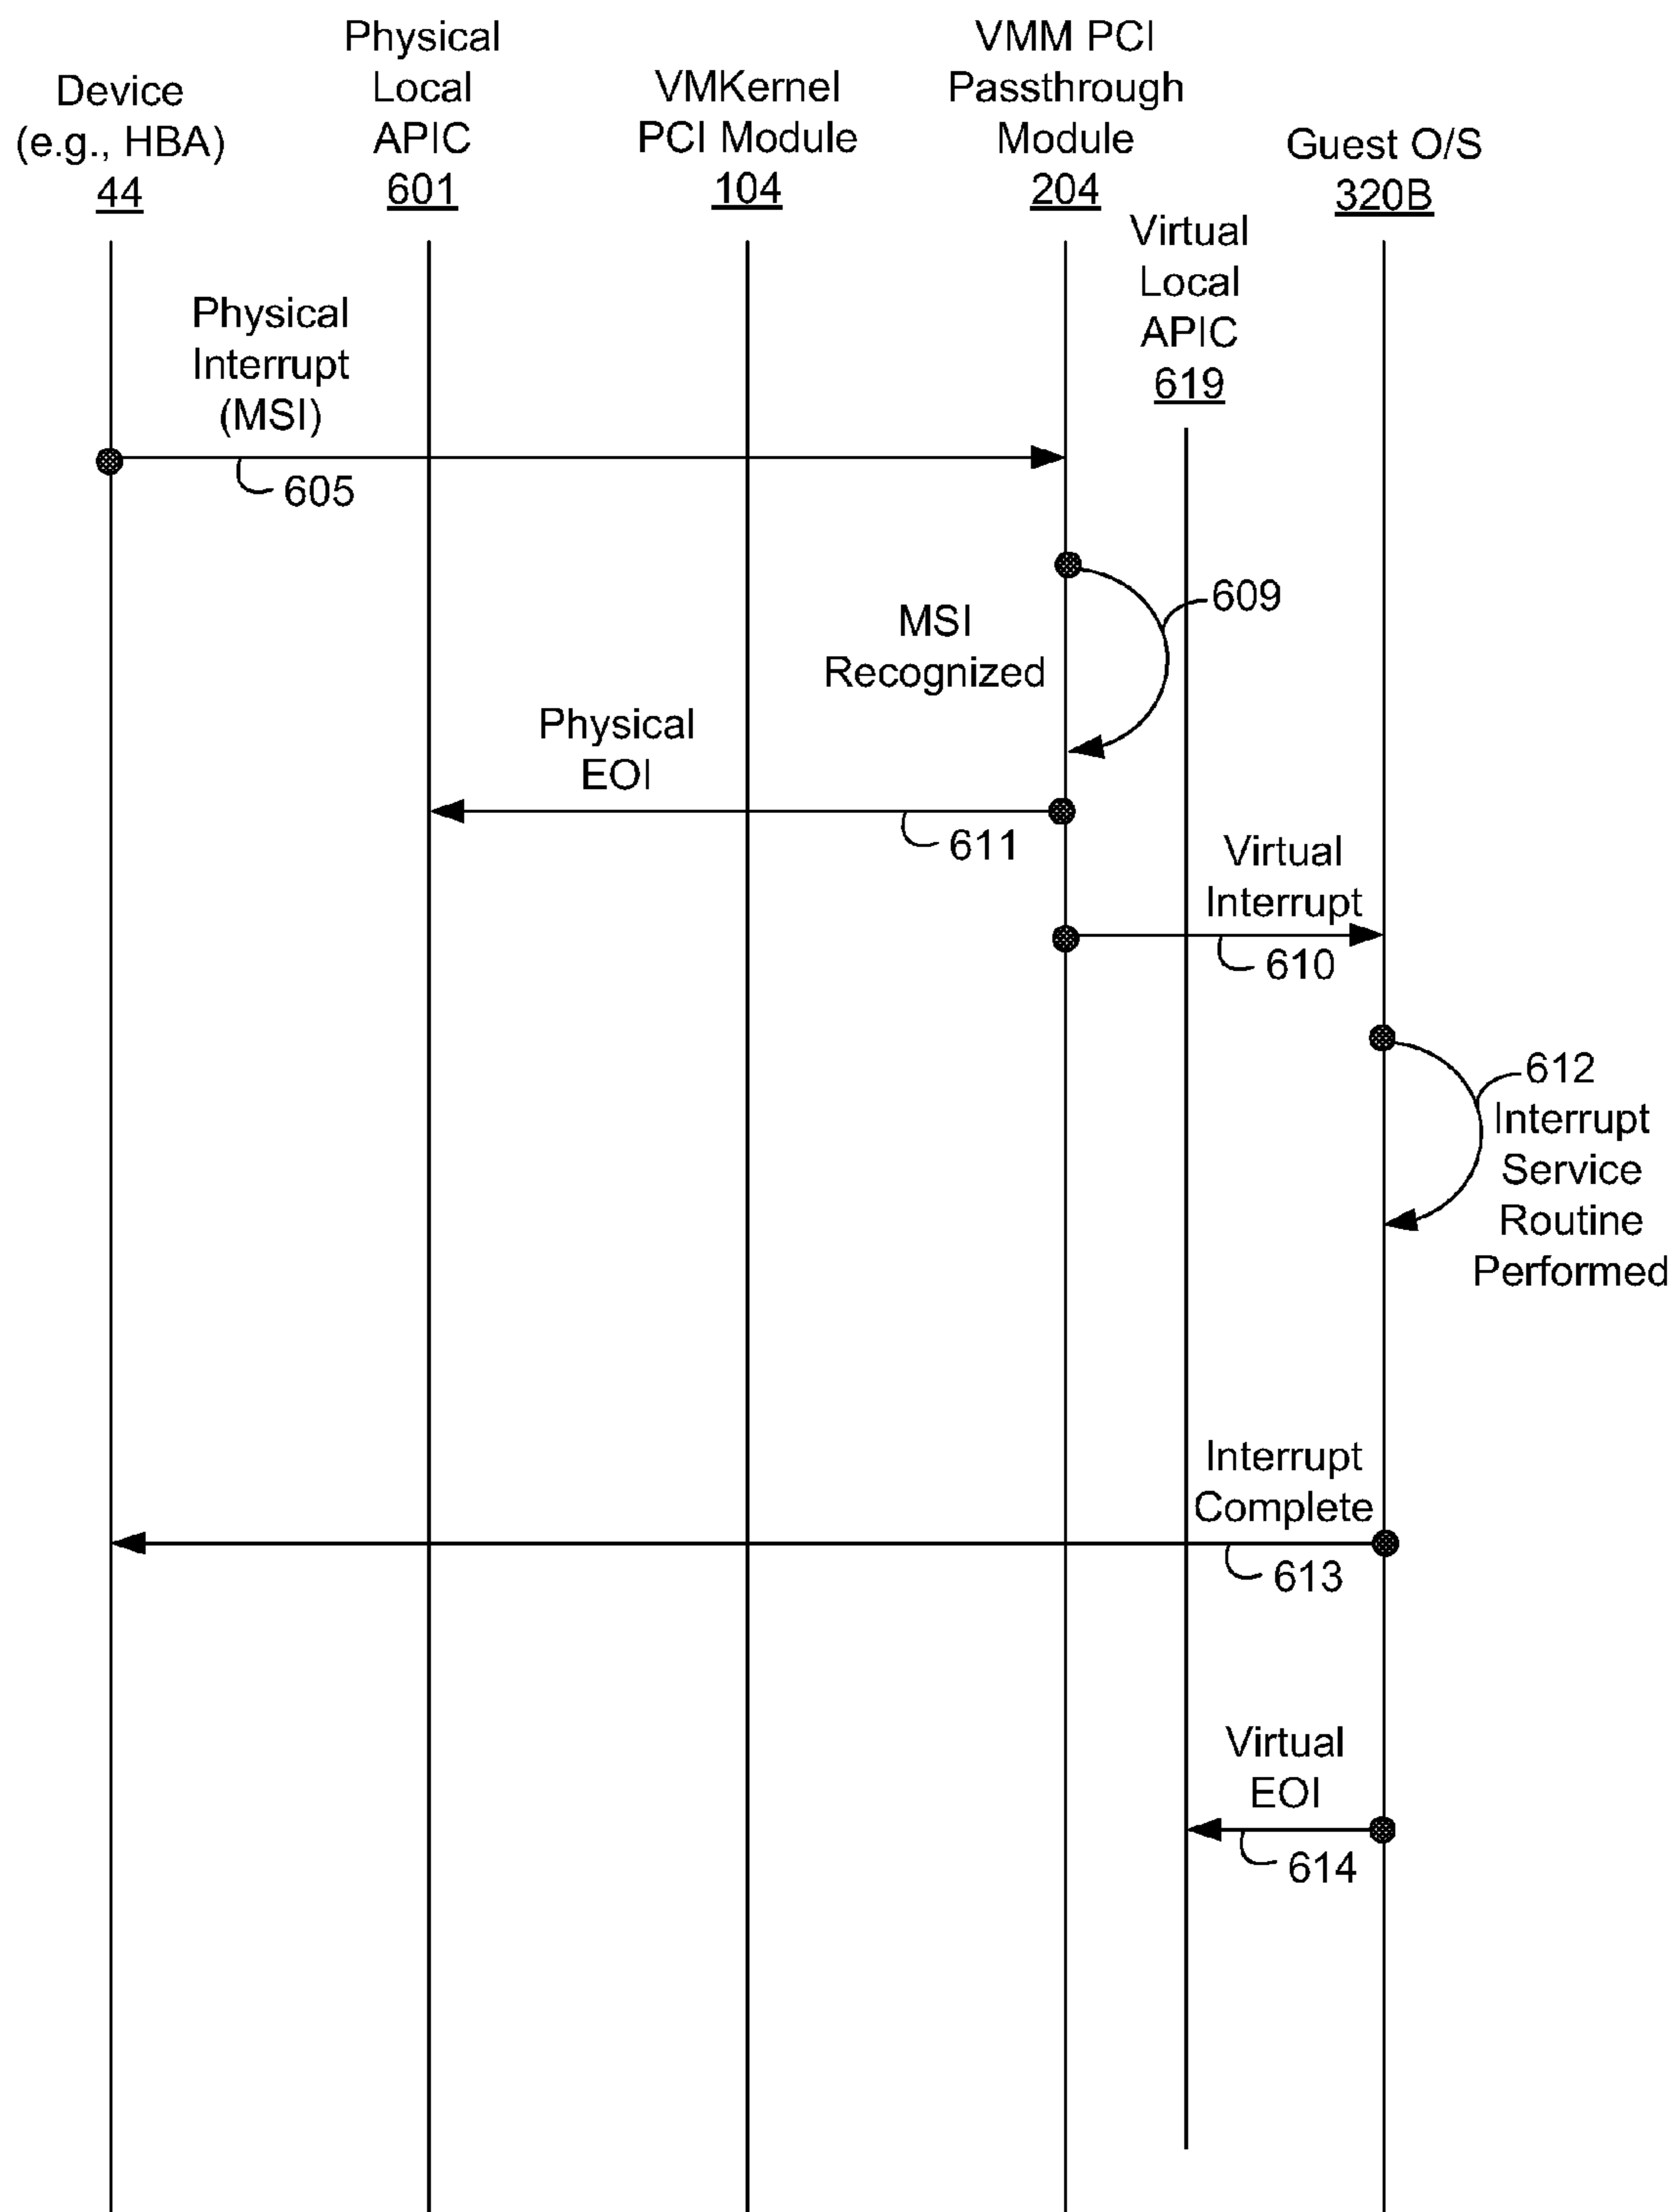 Device
(e.g., HBA)
44
Physical
Local
APIC
601
VMKernel
PCI Module
104
VMM PCI
Passthrough
Module
204
Virtual
Local
APIC
619
Guest O/S
320B
Physical
Interrupt
(MSI)
605
609
MSI
Recognized
Physical
EOI
611
Virtual
Interrupt
610
612
Interrupt
Service
Routine
Performed
Interrupt
Complete
613
Virtual
EOI
614